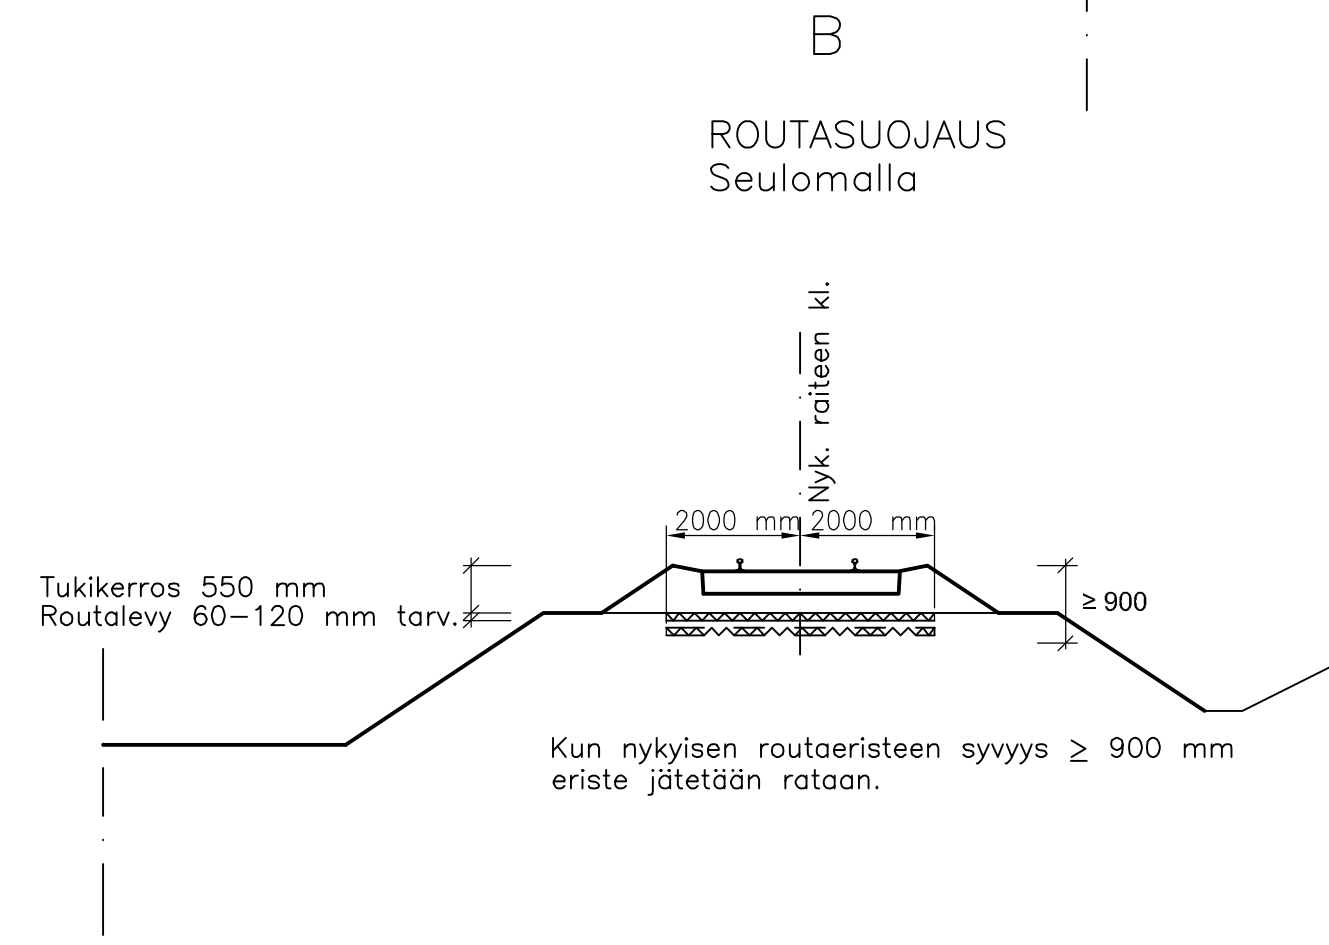 B
ROUTASUOJAUS
Seulomalla
Nyk. raiteen kl.
2000 mm 2000 mm
Tukikerros 550 mm
Routalevy 60-120 mm tarv.
≥ 900
Kun nykyisen routaeristeen syvyys ≥ 900 mm
eriste jätetään rataan.